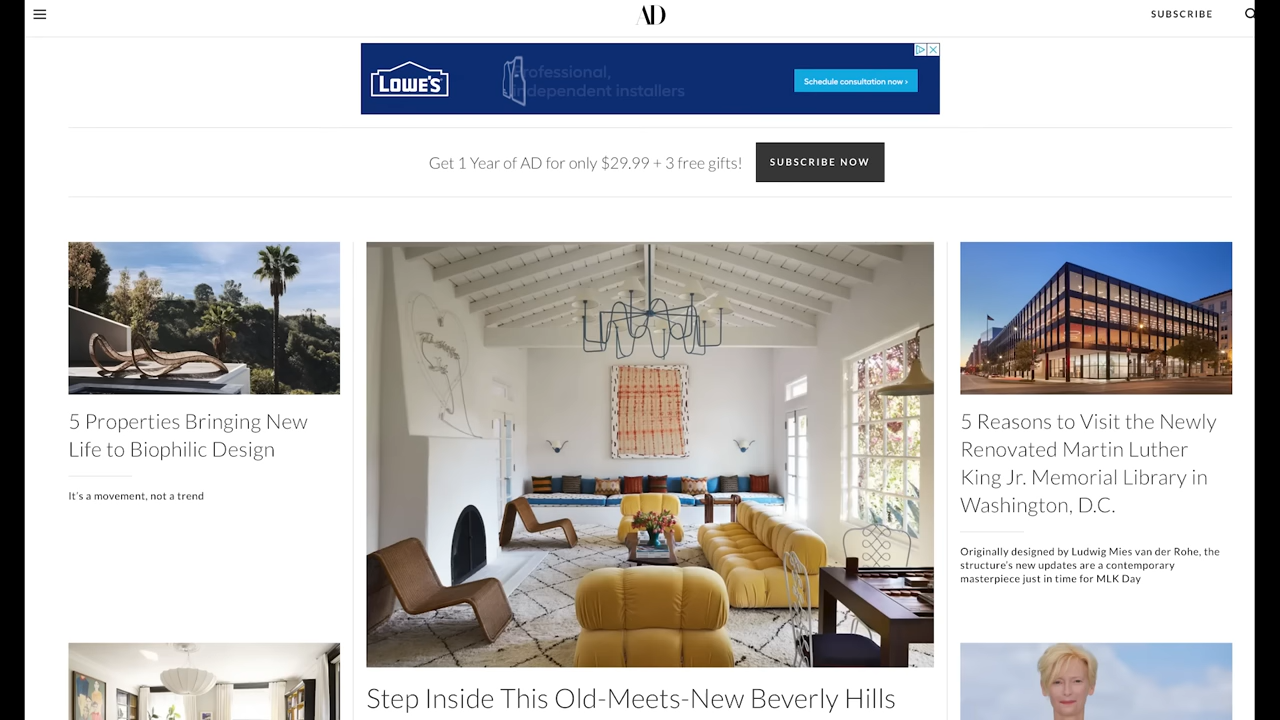 AD
SUBSCRIBE
LOWE'S
Professional,
independent installers
Schedule consultation now ›
Get 1 Year of AD for only $29.99 + 3 free gifts!
SUBSCRIBE NOW
5 Properties Bringing New
Life to Biophilic Design
It's a movement, not a trend
Step Inside This Old-Meets-New Beverly Hills
5 Reasons to Visit the Newly
Renovated Martin Luther
King Jr. Memorial Library in
Washington, D.C.
Originally designed by Ludwig Mies van der Rohe, the
structure's new updates are a contemporary
masterpiece just in time for MLK Day